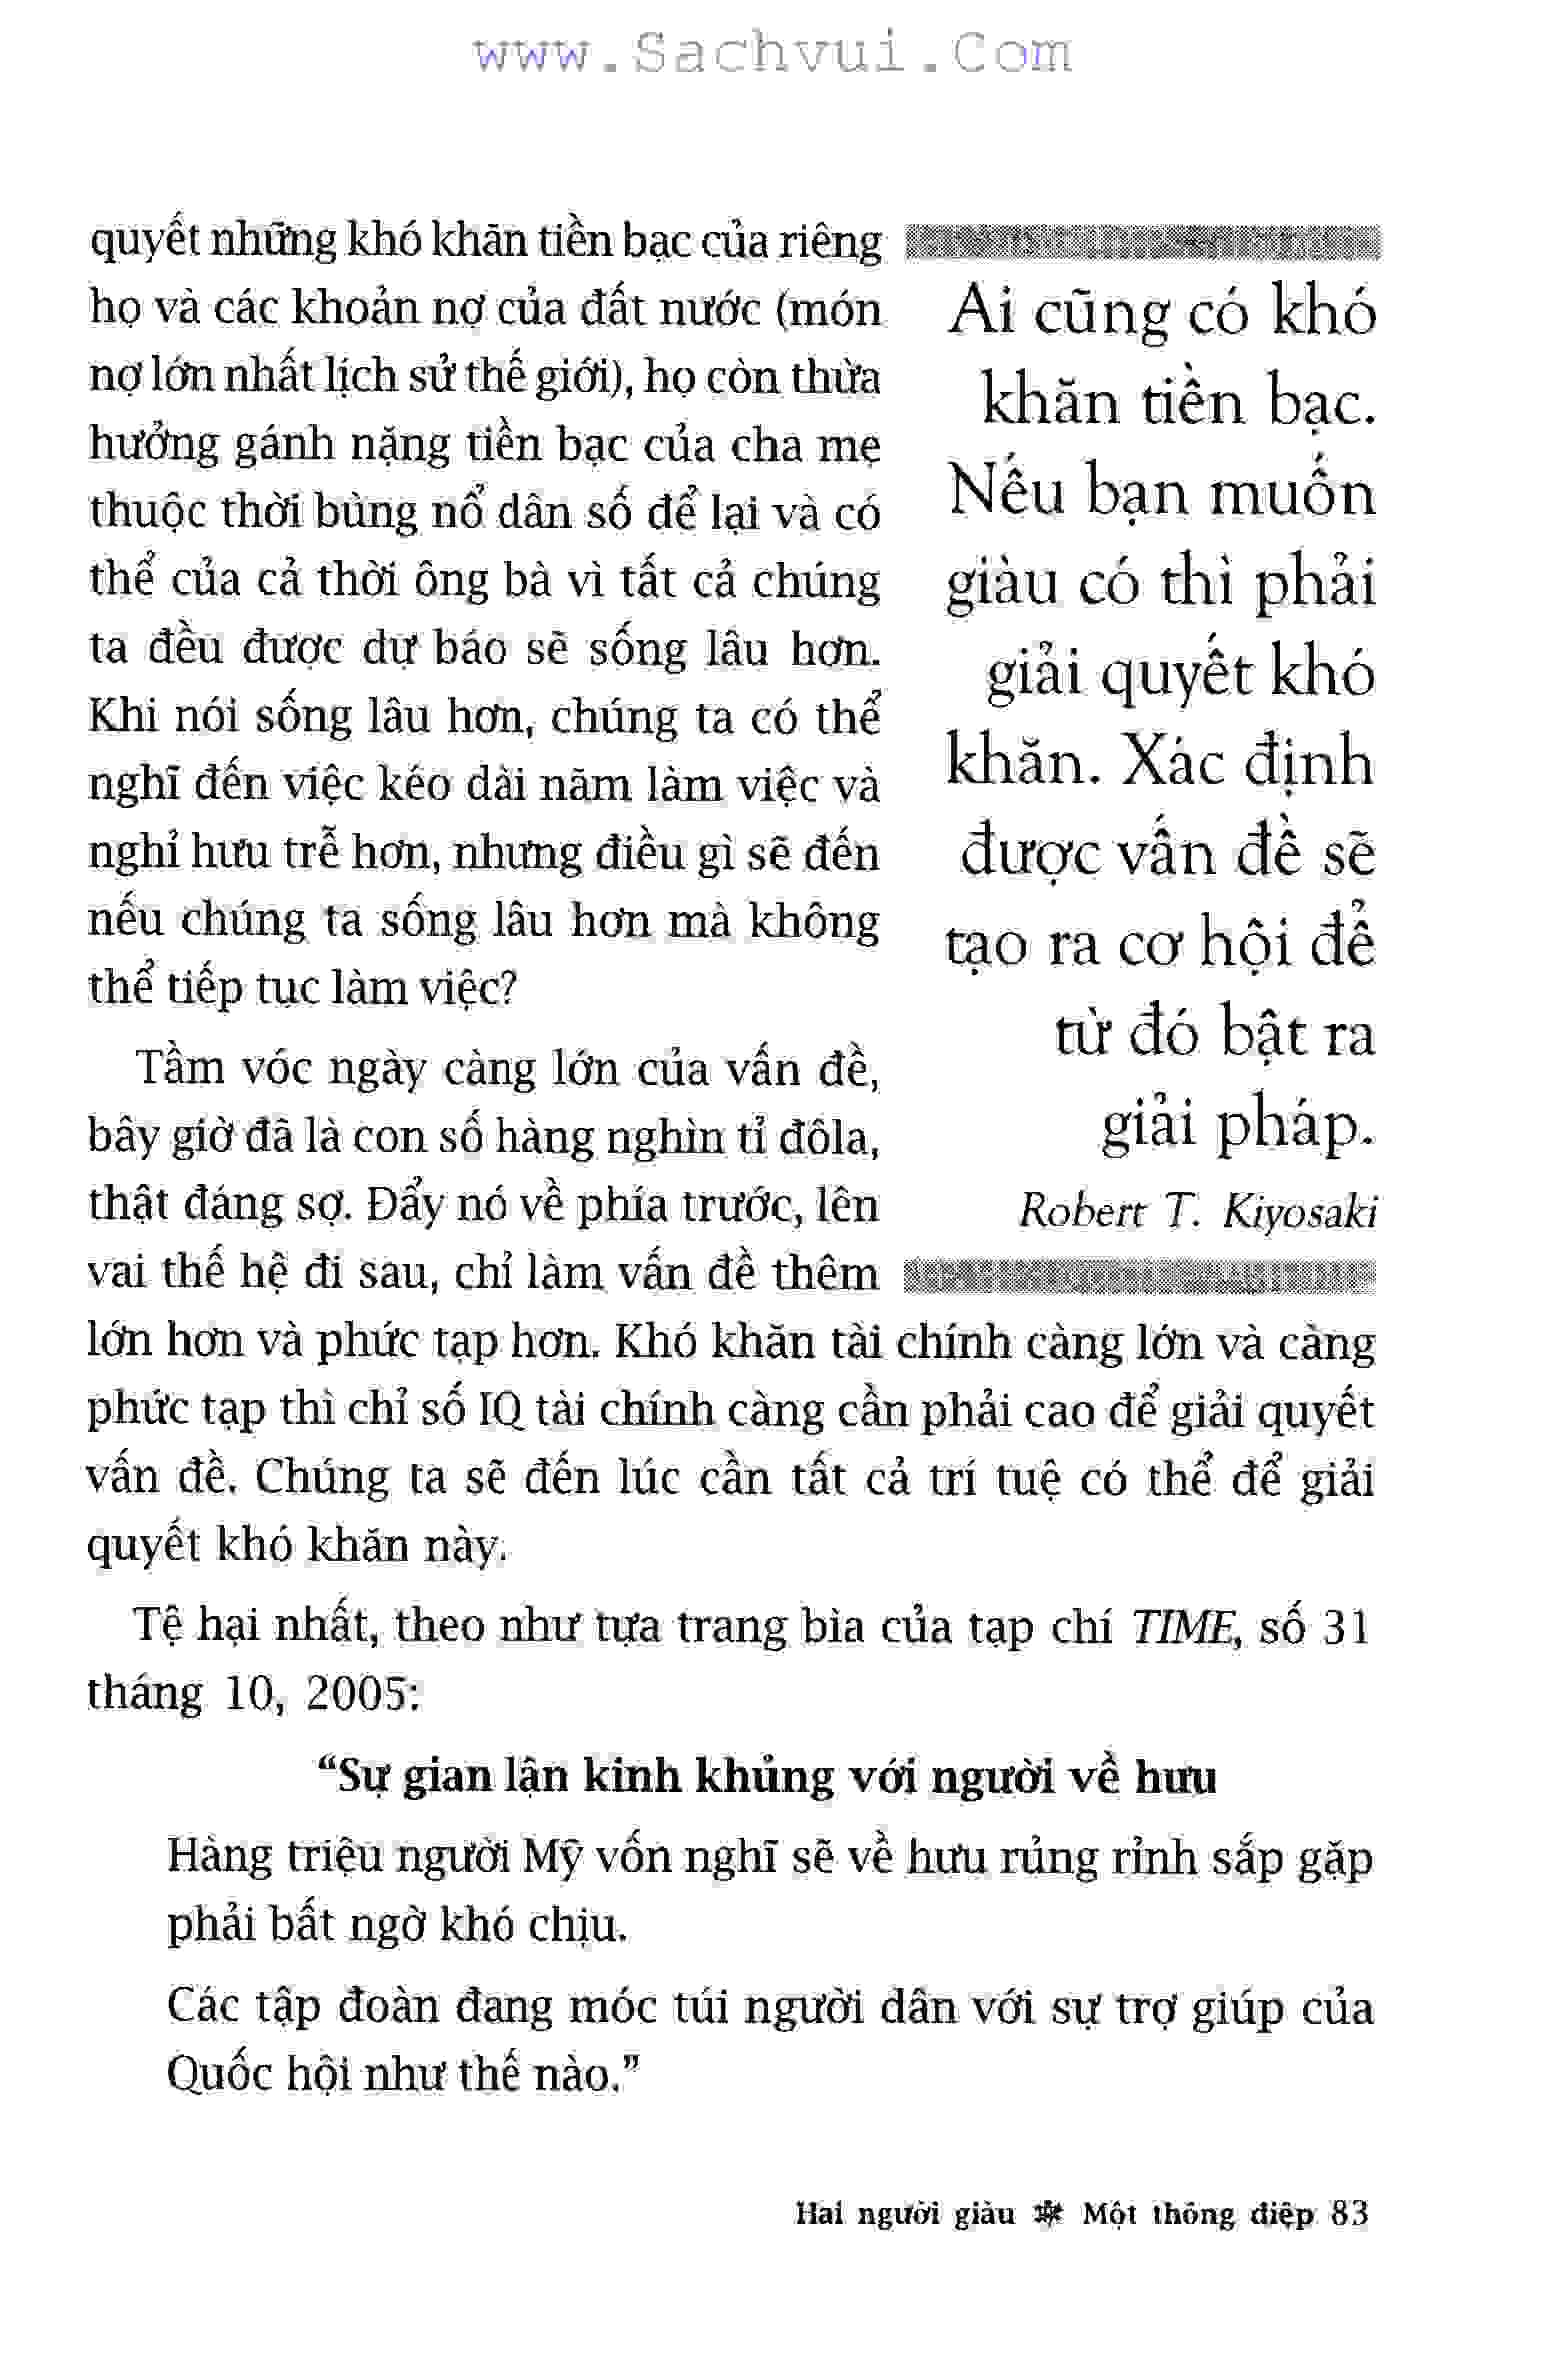 www.Sachvui.Com
quyết những khó khăn tiền bạc của riêng
họ và các khoản nợ của đất nước (món
nợ lớn nhất lịch sử thế giới), họ còn thừa
hưởng gánh nặng tiền bạc của cha mẹ
thuộc thời bùng nổ dân số để lại và có
thể của cả thời ông bà vì tất cả chúng
ta đều được dự báo sẽ sống lâu hơn.
Khi nói sống lâu hơn, chúng ta có thể
nghĩ đến việc kéo dài năm làm việc và
nghỉ hưu trễ hơn, nhưng điều gì sẽ đến
nếu chúng ta sống lâu hơn mà không
thể tiếp tục làm việc?
Tầm vóc ngày càng lớn của vấn đề,
bây giờ đã là con số hàng nghìn tỉ đôla,
thật đáng sợ. Đẩy nó về phía trước, lên
vai thế hệ đi sau, chỉ làm vấn đề thêm
lớn hơn và phức tạp hơn. Khó khăn tài chính càng lớn và càng
phức tạp thì chỉ số IQ tài chính càng cần phải cao để giải quyết
vấn đề. Chúng ta sẽ đến lúc cần tất cả trí tuệ có thể để giải
quyết khó khăn này.
Ai cũng có khó
khăn tiền bạc.
Nếu bạn muốn
giàu có thì phải
giải quyết khó
khăn. Xác định
được vấn đề sẽ
tạo ra cơ hội để
từ đó bật ra
giải pháp.
Robert T. Kiyosaki
Tệ hại nhất, theo như tựa trang bìa của tạp chí TIME, số 31
tháng 10, 2005:
“Sự gian lận kinh khủng với người về hưu
Hàng triệu người Mỹ vốn nghĩ sẽ về hưu rủng rỉnh sắp gặp
phải bất ngờ khó chịu.
Các tập đoàn đang móc túi người dân với sự trợ giúp của
Quốc hội như thế nào.”
Hai người giàu ✵ Một thông điệp 83